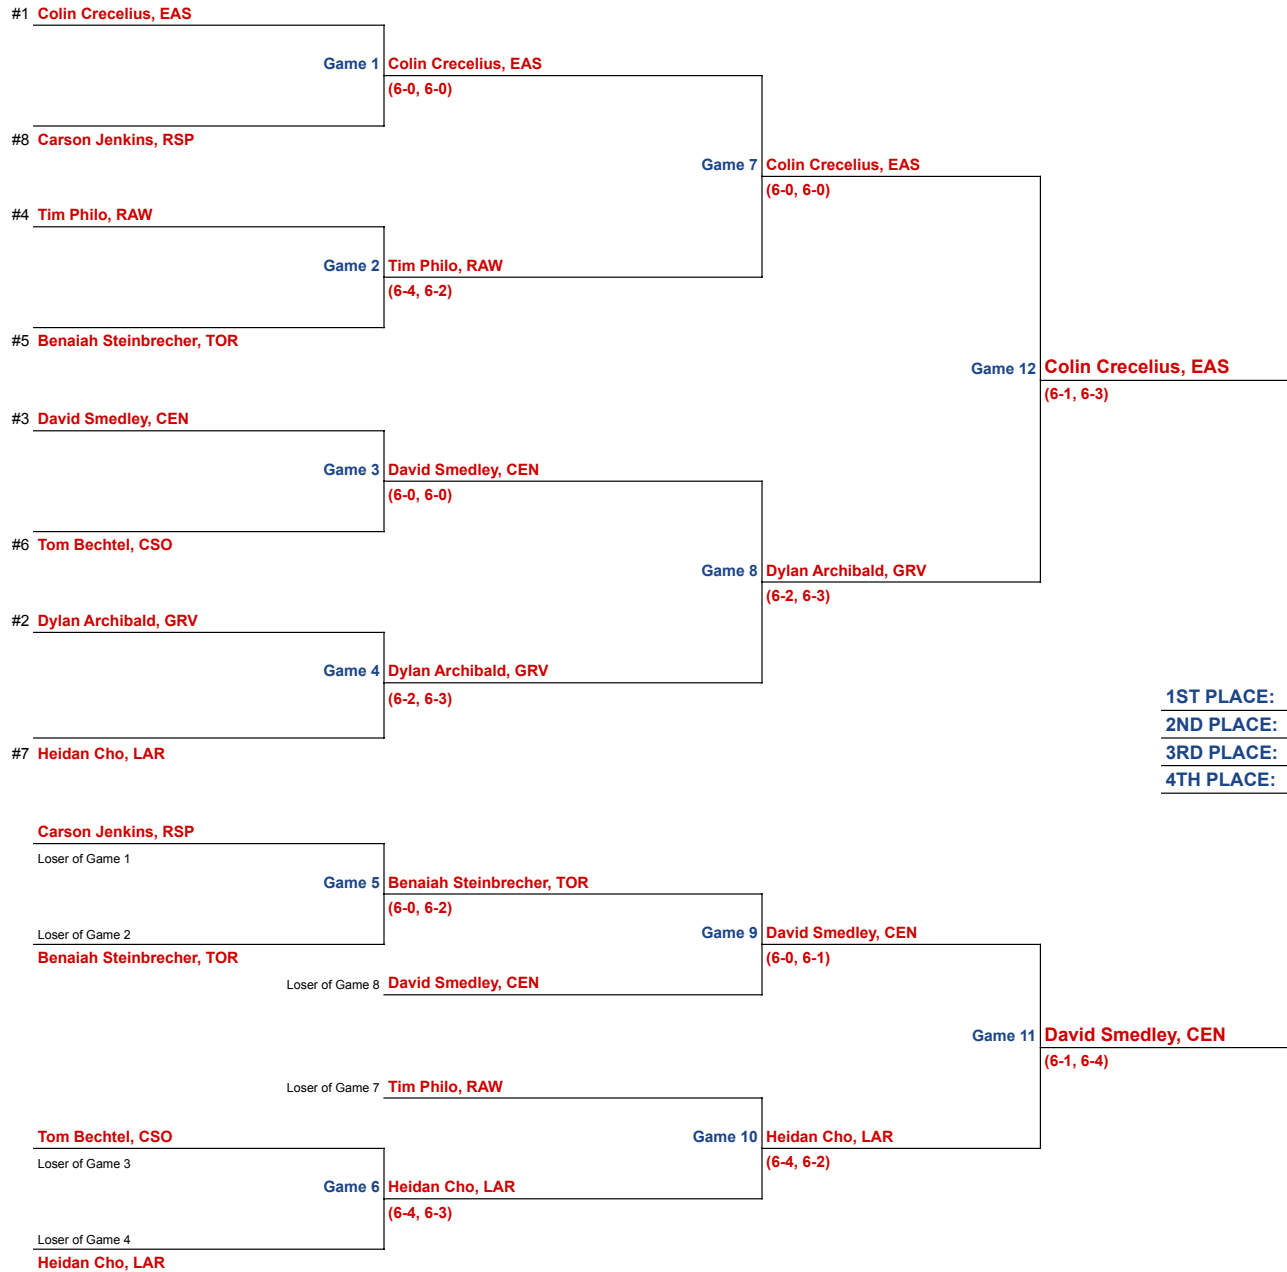 #1 Colin Crecelius, EAS
Game 1 Colin Crecelius, EAS
(6-0, 6-0)
#8 Carson Jenkins, RSP
Game 7 Colin Crecelius, EAS
(6-0, 6-0)
#4 Tim Philo, RAW
Game 2 Tim Philo, RAW
(6-4, 6-2)
#5 Benaiah Steinbrecher, TOR
Game 12 Colin Crecelius, EAS
(6-1, 6-3)
#3 David Smedley, CEN
Game 3 David Smedley, CEN
(6-0, 6-0)
#6 Tom Bechtel, CSO
Game 8 Dylan Archibald, GRV
(6-2, 6-3)
#2 Dylan Archibald, GRV
Game 4 Dylan Archibald, GRV
(6-2, 6-3)
#7 Heidan Cho, LAR
1ST PLACE:
2ND PLACE:
3RD PLACE:
4TH PLACE:
Carson Jenkins, RSP
Loser of Game 1
Game 5 Benaiah Steinbrecher, TOR
(6-0, 6-2)
Loser of Game 2
Benaiah Steinbrecher, TOR
Game 9 David Smedley, CEN
(6-0, 6-1)
Loser of Game 8 David Smedley, CEN
Game 11 David Smedley, CEN
(6-1, 6-4)
Loser of Game 7 Tim Philo, RAW
Tom Bechtel, CSO
Loser of Game 3
Game 10 Heidan Cho, LAR
(6-4, 6-2)
Game 6 Heidan Cho, LAR
(6-4, 6-3)
Loser of Game 4
Heidan Cho, LAR